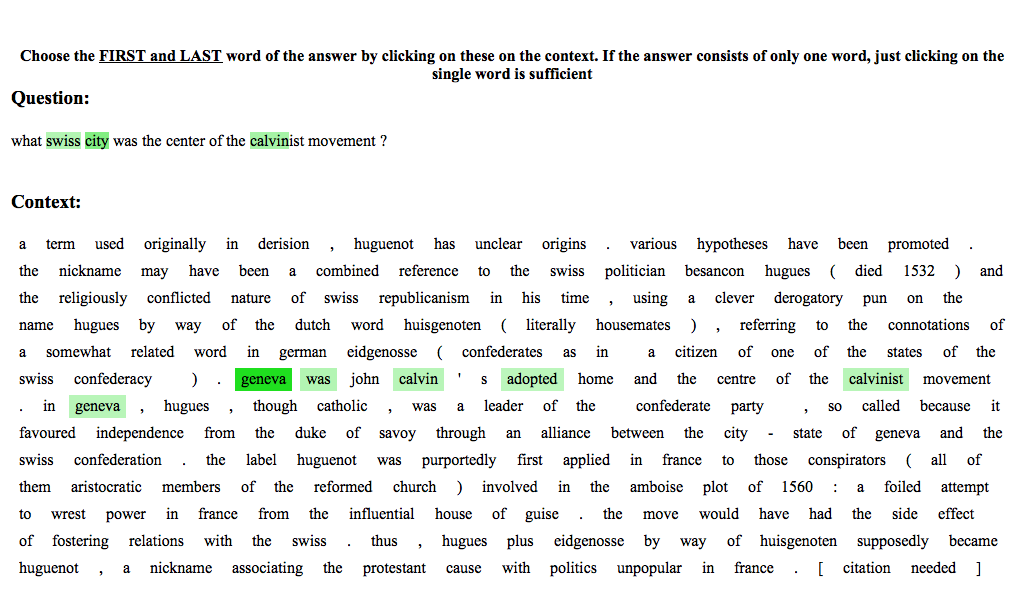 Choose the FIRST and LAST word of the answer by clicking on these on the context. If the answer consists of only one word, just clicking on the
single word is sufficient
Question:
what swiss city was the center of the calvinist movement ?
Context:
a term used originally in derision , huguenot has unclear origins . various hypotheses have been promoted .
the nickname may have been a combined reference to the swiss politician besancon hugues ( died 1532 ) and
the religiously conflicted nature of swiss republicanism in his time , using a clever derogatory pun on the
name hugues by way of the dutch word huisgenoten ( literally housemates ) , referring to the connotations of
a somewhat related word in german eidgenosse ( confederates as in a citizen of one of the states of the
swiss confederacy ) . geneva was john calvin ' s adopted home and the centre of the calvinist movement
. in geneva , hugues , though catholic , was a leader of the confederate party , so called because it
favoured independence from the duke of savoy through an alliance between the city - state of geneva and the
swiss confederation . the label huguenot was purportedly first applied in france to those conspirators ( all of
them aristocratic members of the reformed church ) involved in the amboise plot of 1560 : a foiled attempt
to wrest power in france from the influential house of guise . the move would have had the side effect
of fostering relations with the swiss . thus , hugues plus eidgenosse by way of huisgenoten supposedly became
huguenot , a nickname associating the protestant cause with politics unpopular in france . [ citation needed ]